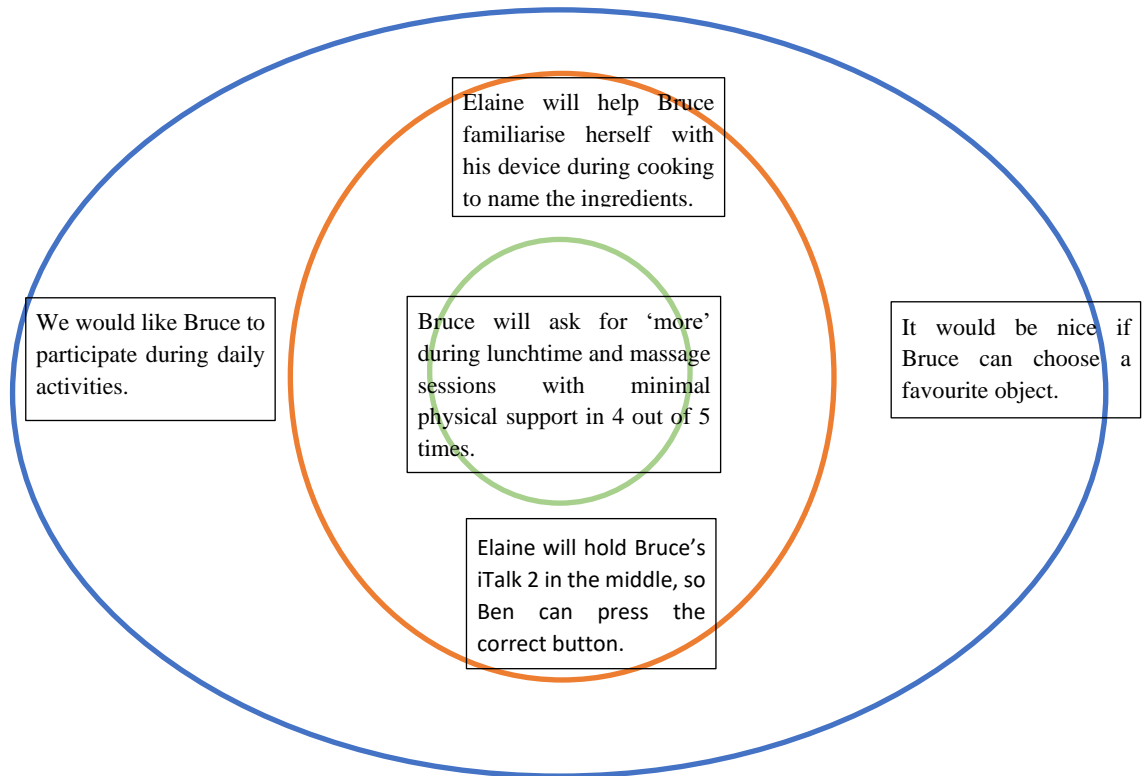 Elaine will help Bruce
familiarise herself with
his device during cooking
to name the ingredients.
We would like Bruce to
participate during daily
activities.
Bruce will ask for ‘more’
during lunchtime and massage
sessions with minimal
physical support in 4 out of 5
times.
It would be nice if
Bruce can choose a
favourite object.
Elaine will hold Bruce’s
iTalk 2 in the middle, so
Ben can press the
correct button.